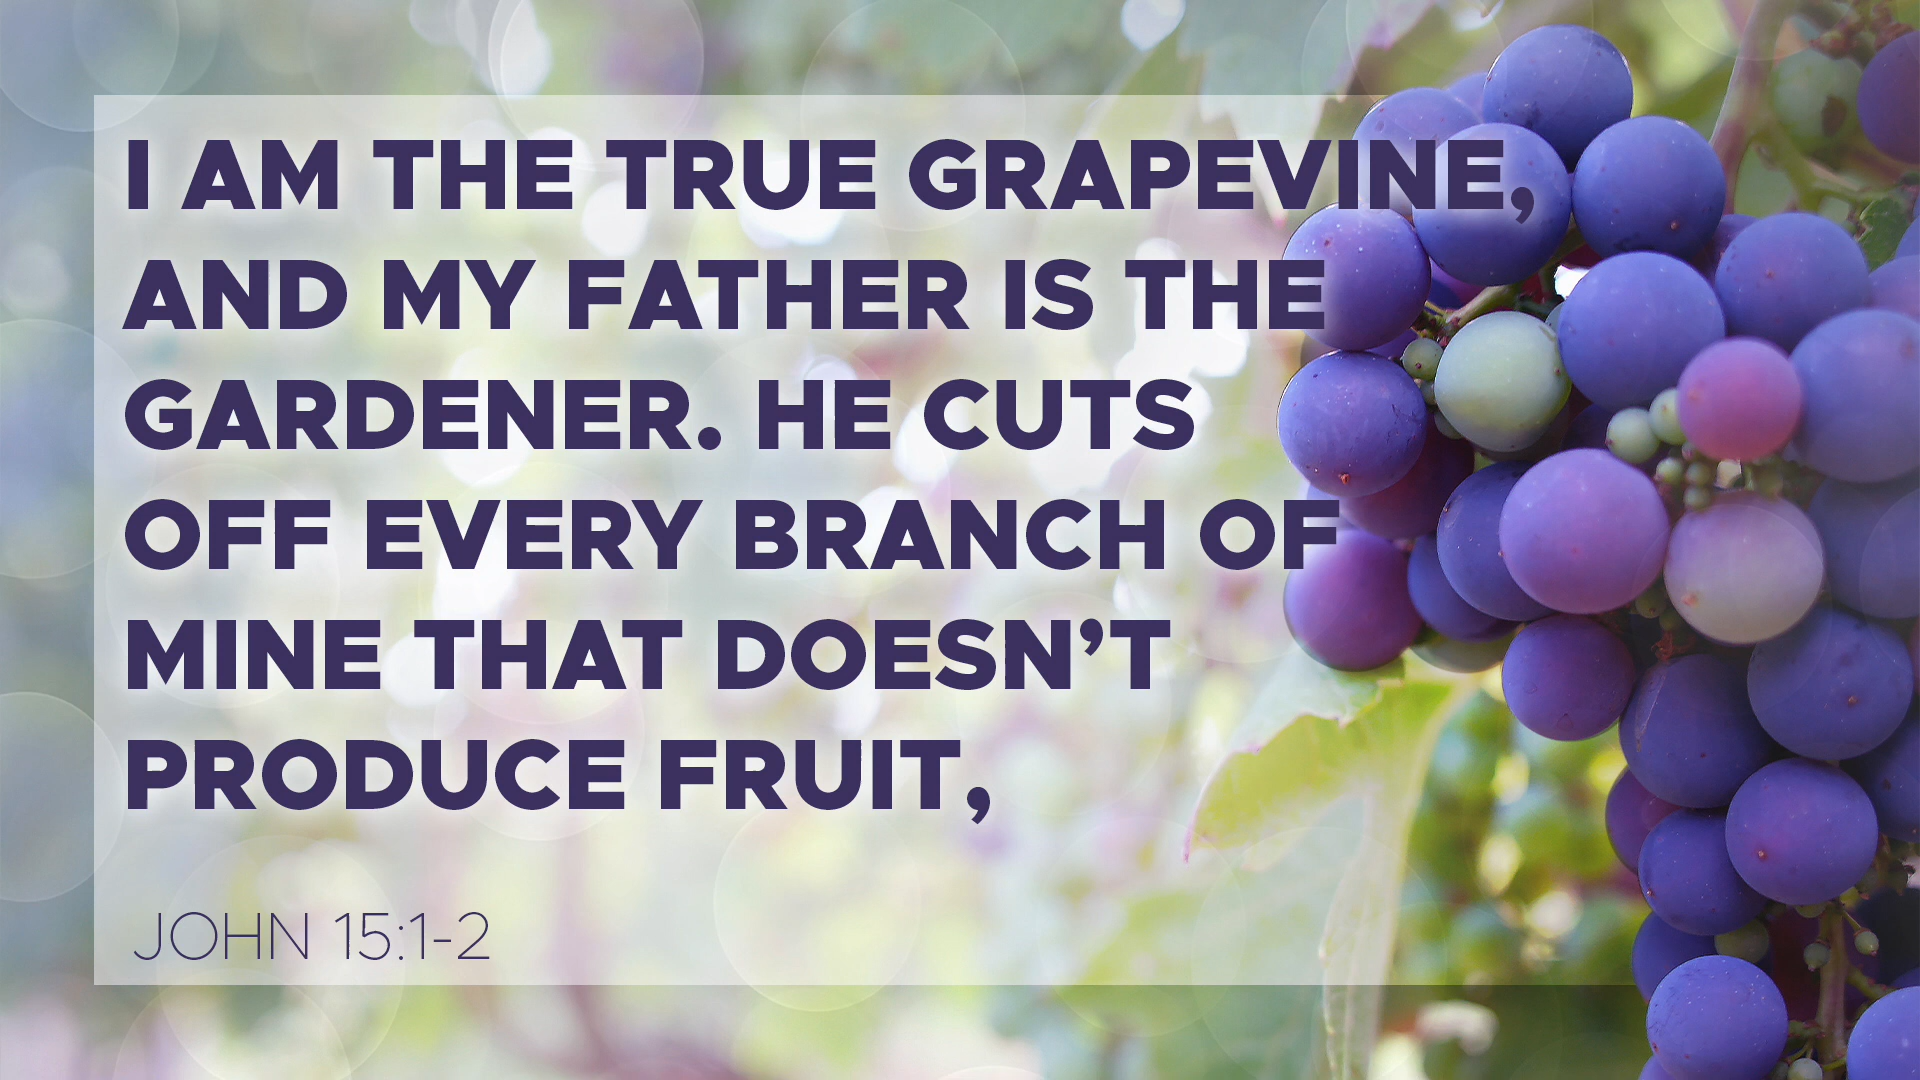 I AM THE TRUE GRAPEVINE,
AND MY FATHER IS THE
GARDENER. HE CUTS
OFF EVERY BRANCH OF
MINE THAT DOESN’T
PRODUCE FRUIT,
JOHN 15:1-2